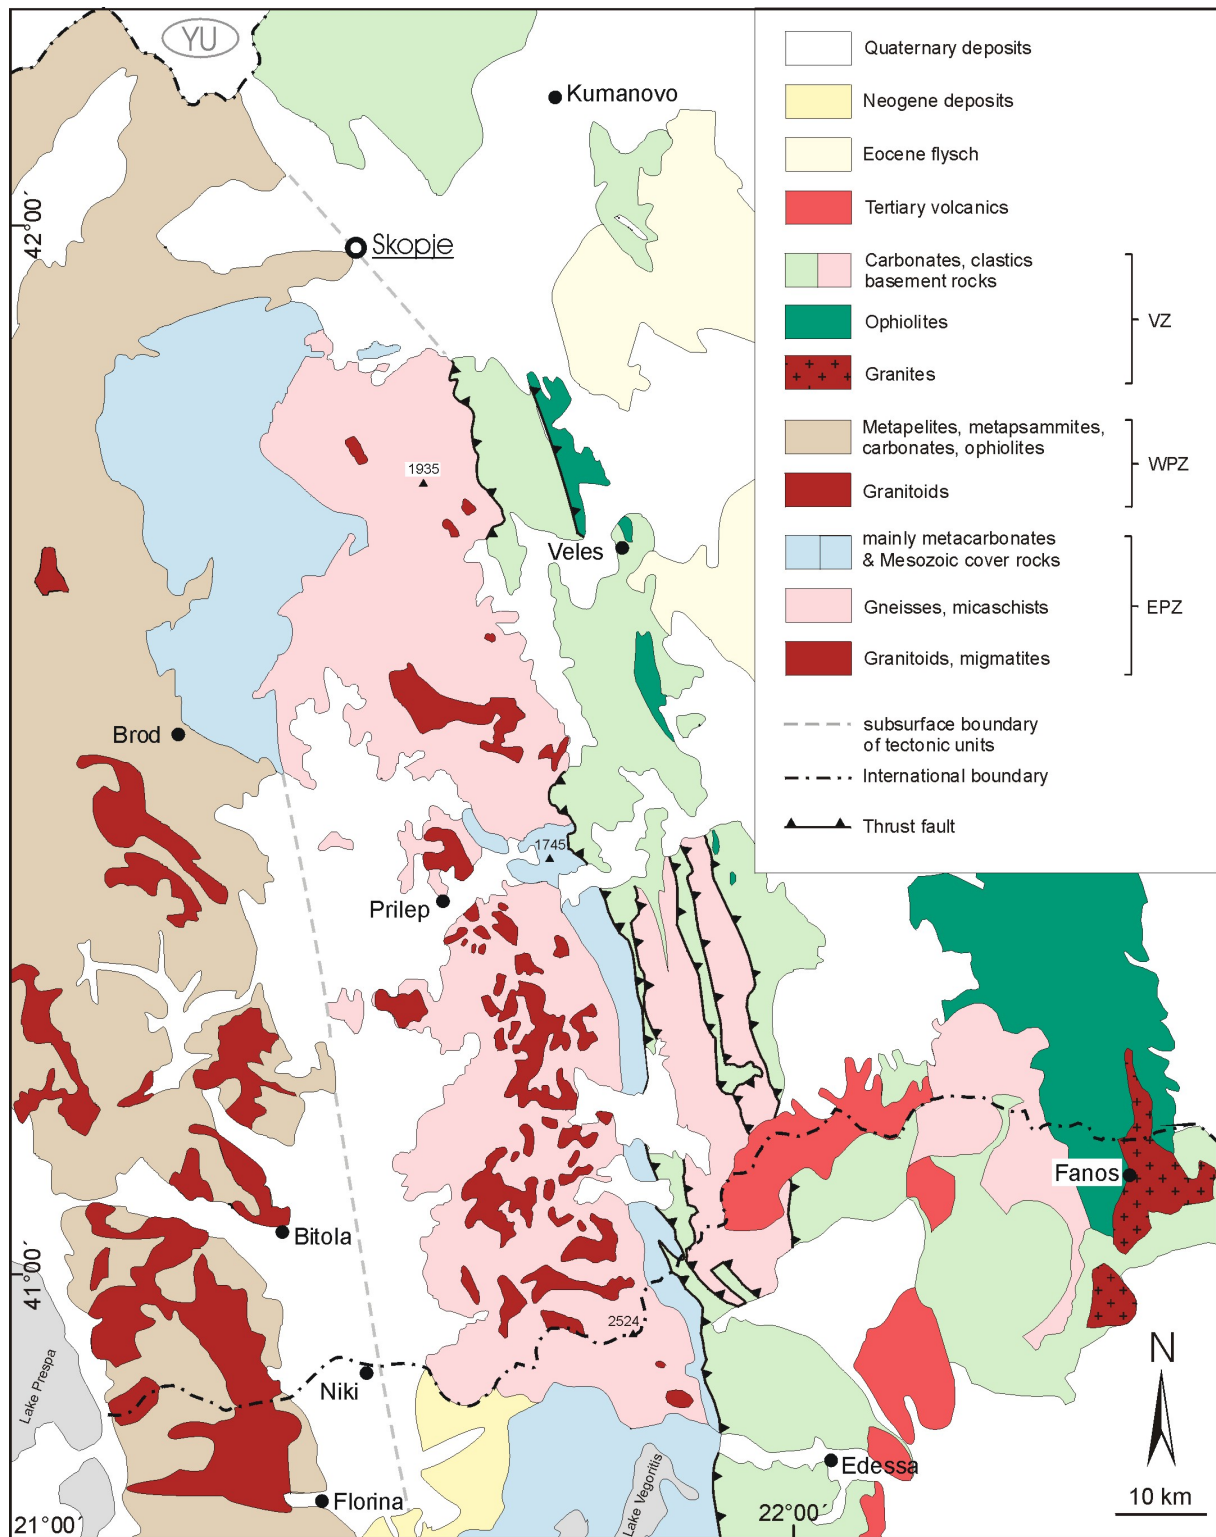 YU
Kumanovo
42°00´
Skopje
1935
Veles
Brod
1745
Prilep
Fanos
Bitola
41°00´
2524
Lake Prespa
Niki
Edessa
Lake Vegoritis
Florina
21°00´
22°00´
N
10 km
Quaternary deposits
Neogene deposits
Eocene flysch
Tertiary volcanics
Carbonates, clastics
basement rocks
Ophiolites
VZ
Granites
Metapelites, metapsammites,
carbonates, ophiolites
WPZ
Granitoids
mainly metacarbonates
& Mesozoic cover rocks
Gneisses, micaschists
EPZ
Granitoids, migmatites
subsurface boundary
of tectonic units
International boundary
Thrust fault